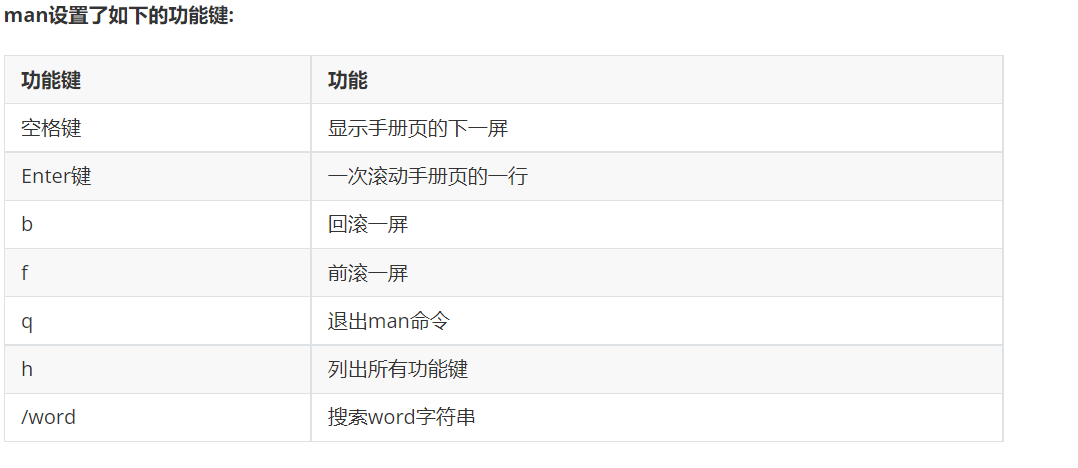 man设置了如下的功能键:
功能键 功能
空格键 显示手册页的下一屏
Enter键 一次滚动手册页的一行
b 回滚一屏
f 前滚一屏
q 退出man命令
h 列出所有功能键
/word 搜索word字符串